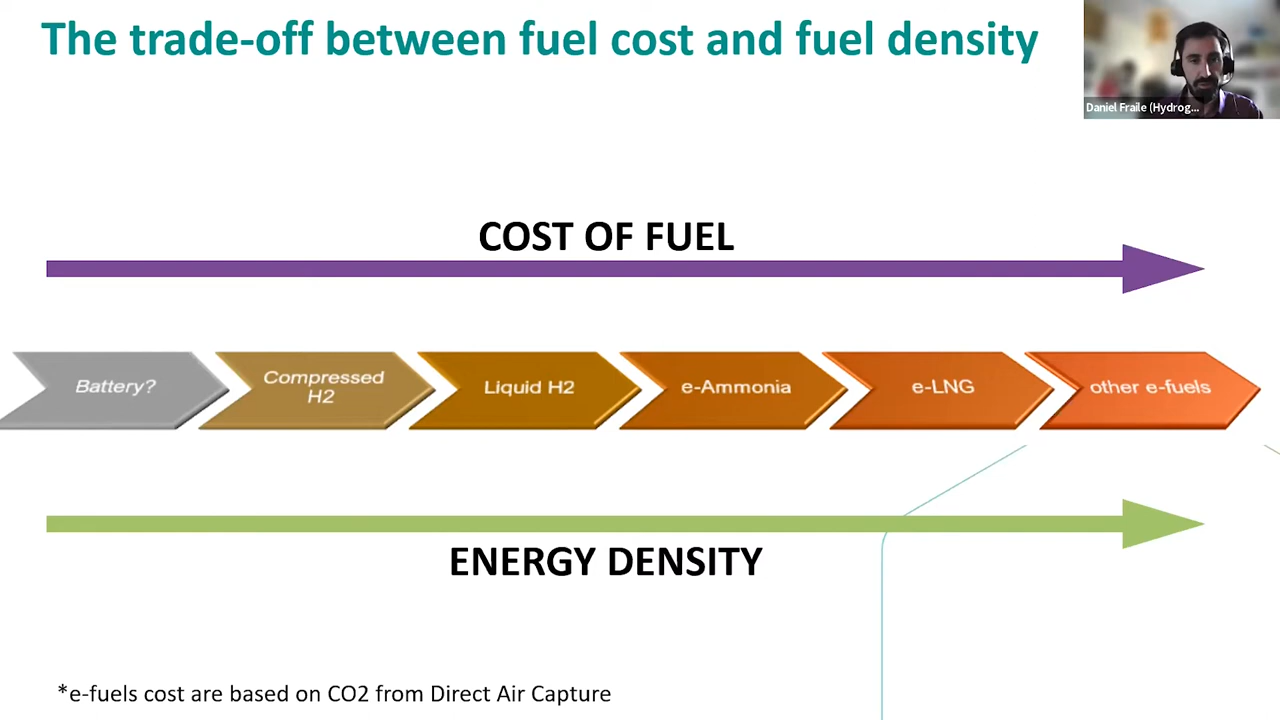 The trade-off between fuel cost and fuel density
Daniel Fraile (Hydrog...
COST OF FUEL
Battery?
Compressed
H2
Liquid H2
e-Ammonia
e-LNG
other e-fuels
ENERGY DENSITY
*e-fuels cost are based on CO2 from Direct Air Capture